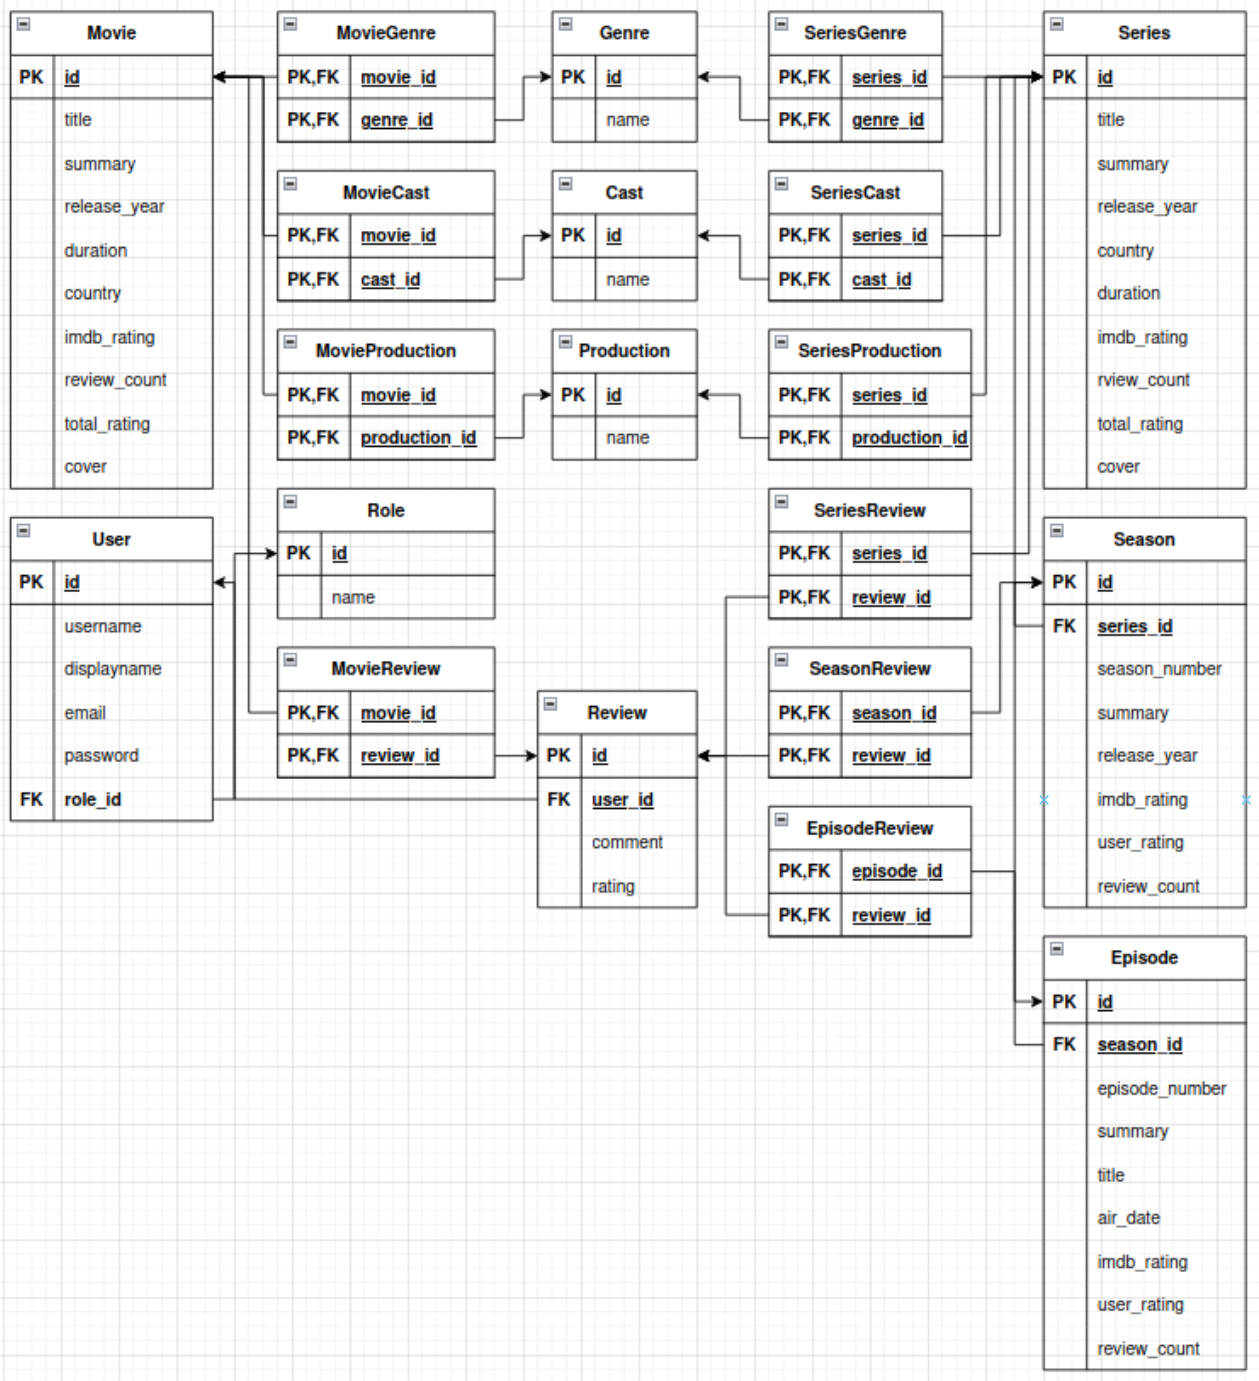 Movie
PK id
title
summary
release_year
duration
country
imdb_rating
review_count
total_rating
cover
User
PK id
username
displayname
email
password
FK role_id
MovieGenre
PK,FK movie_id
PK,FK genre_id
MovieCast
PK,FK movie_id
PK,FK cast_id
MovieProduction
PK,FK movie_id
PK,FK production_id
Role
PK id
name
MovieReview
PK,FK movie_id
PK,FK review_id
Genre
PK id
name
Cast
PK id
name
Production
PK id
name
Review
PK id
FK user_id
comment
rating
SeriesGenre
PK,FK series_id
PK,FK genre_id
SeriesCast
PK,FK series_id
PK,FK cast_id
SeriesProduction
PK,FK series_id
PK,FK production_id
SeriesReview
PK,FK series_id
PK,FK review_id
SeasonReview
PK,FK season_id
PK,FK review_id
EpisodeReview
PK,FK episode_id
PK,FK review_id
Series
PK id
title
summary
release_year
country
duration
imdb_rating
rview_count
total_rating
cover
Season
PK id
FK series_id
season_number
summary
release_year
imdb_rating
user_rating
review_count
Episode
PK id
FK season_id
episode_number
summary
title
air_date
imdb_rating
user_rating
review_count